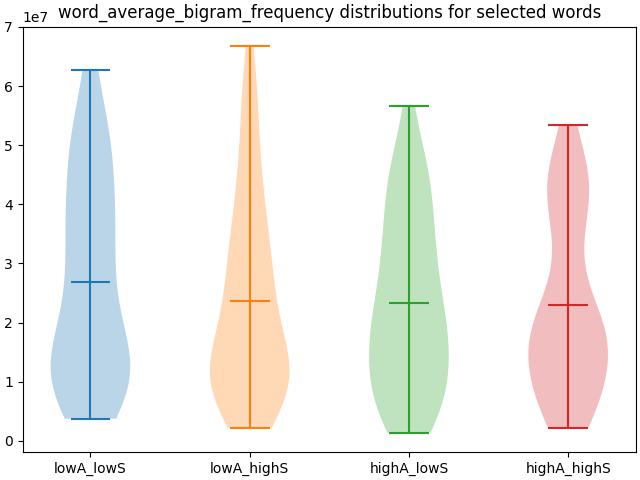 word_average_bigram_frequency distributions for selected words
1e7
7
6
5
4
3
2
1
0
lowA_lowS lowA_highS highA_lowS highA_highS